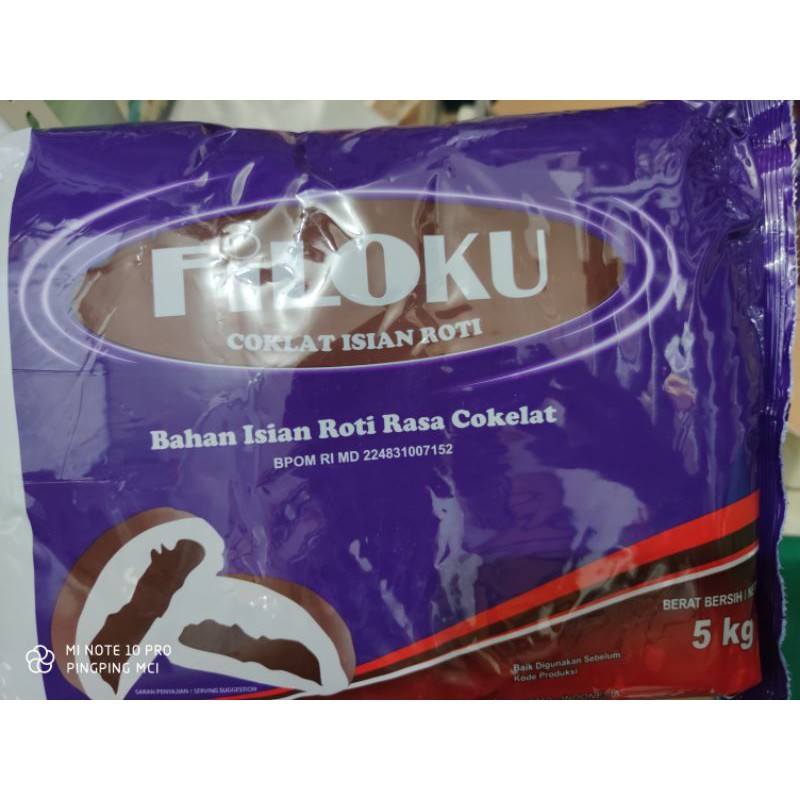 FiLOKU
COKLAT ISIAN ROTI
Bahan Isian Roti Rasa Cokelat
BPOM RI MD 224831007152
BERAT BERSIH
5 kg
Baik Digunakan Sebelum
Kode Produksi
SARAN PENYAJIAN / SERVING SUGGESTION
MI NOTE 10 PRO
PINGPING MCI